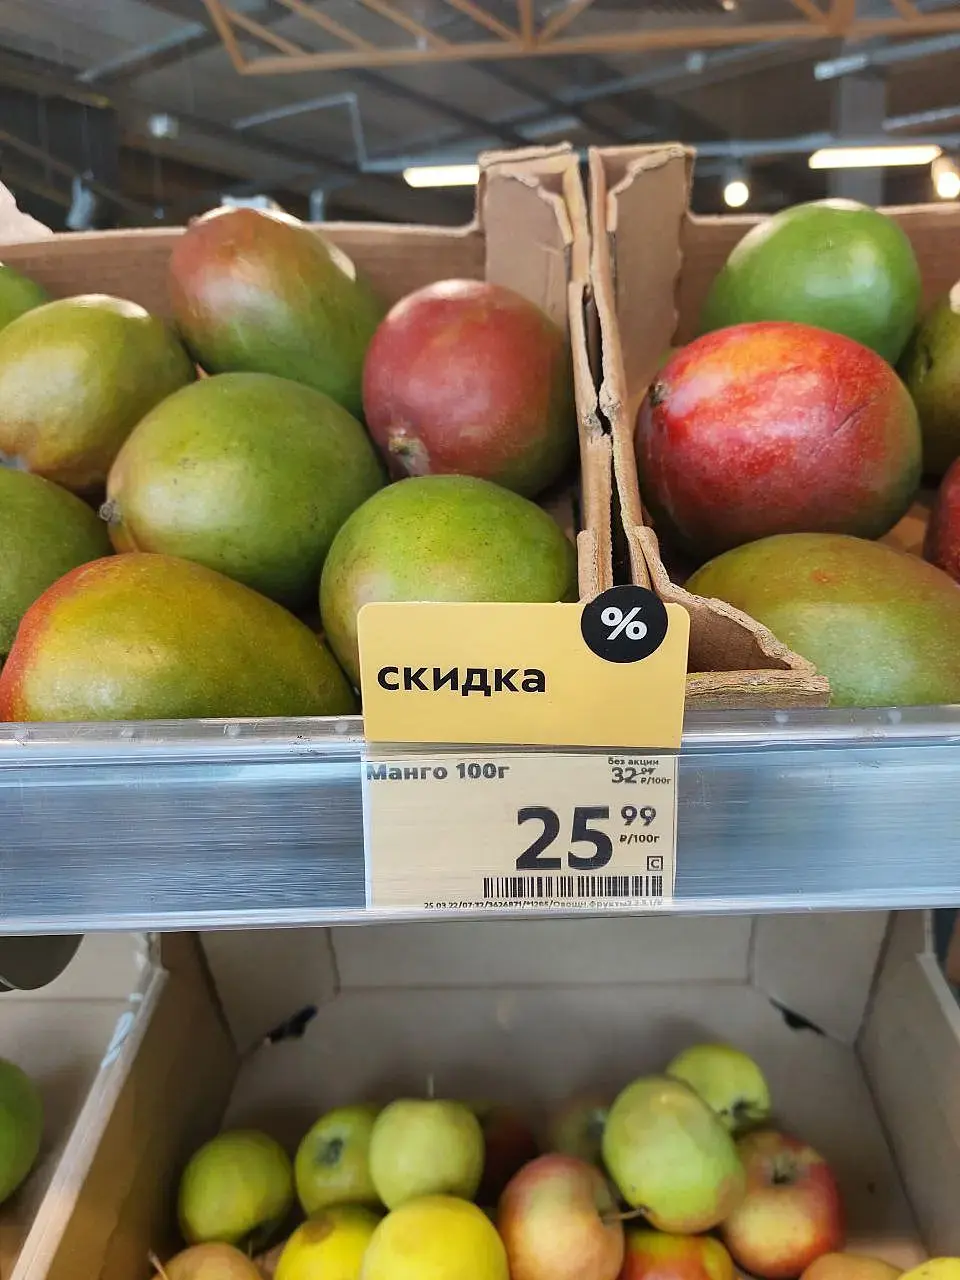 %
скидка
Манго 100г
Без акции
32
₽/100г
25 99
₽/100г
C